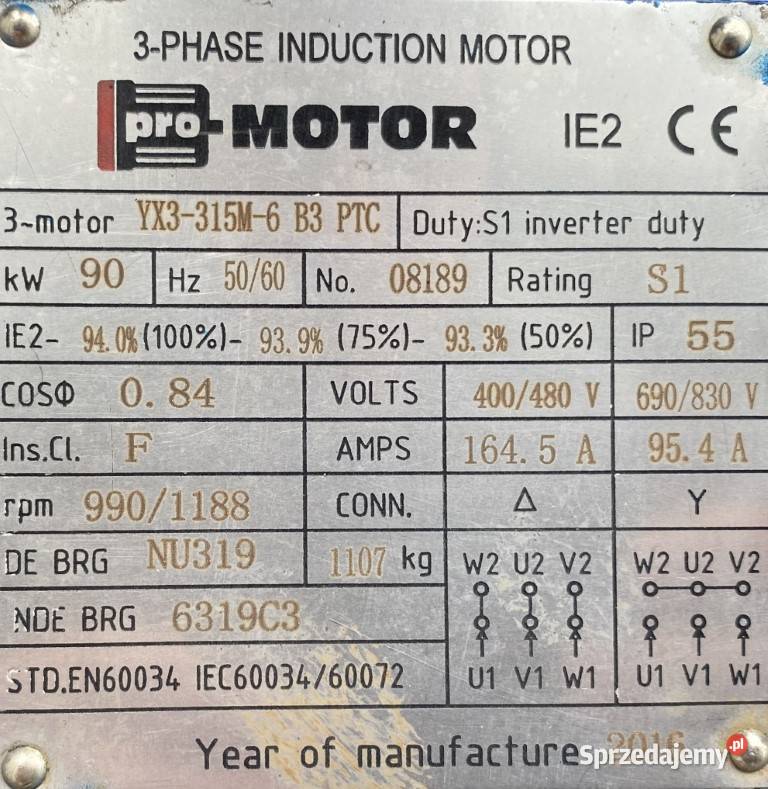 3-PHASE INDUCTION MOTOR
pro-MOTOR IE2 CE
3~motor YX3-315M-6 B3 PTC Duty:S1 inverter duty
kW 90 Hz 50/60 No. 08189 Rating S1
IE2- 94.0%(100%)- 93.9% (75%)- 93.3% (50%) IP 55
COSΦ 0.84 VOLTS 400/480 V 690/830 V
Ins.Cl. F AMPS 164.5 A 95.4 A
rpm 990/1188 CONN. Δ Y
DE BRG NU319 1107 kg W2 U2 V2 W2 U2 V2
NDE BRG 6319C3
STD.EN60034 IEC60034/60072 U1 V1 W1 U1 V1 W1
Year of manufacture 2016
Sprzedajemy.pl